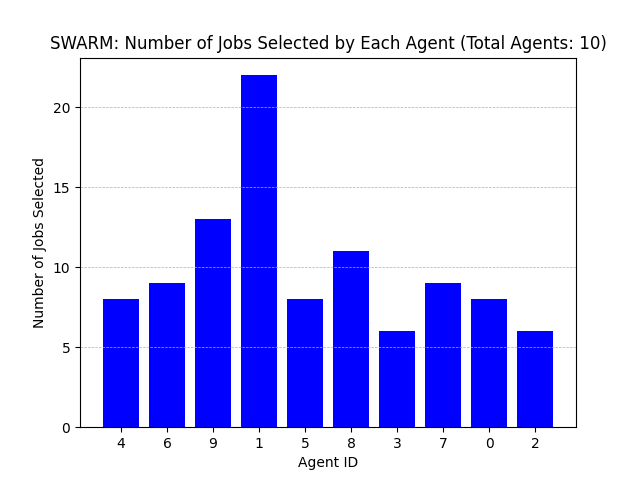 SWARM: Number of Jobs Selected by Each Agent (Total Agents: 10)
Number of Jobs Selected
20
15
10
5
0
4 6 9 1 5 8 3 7 0 2
Agent ID